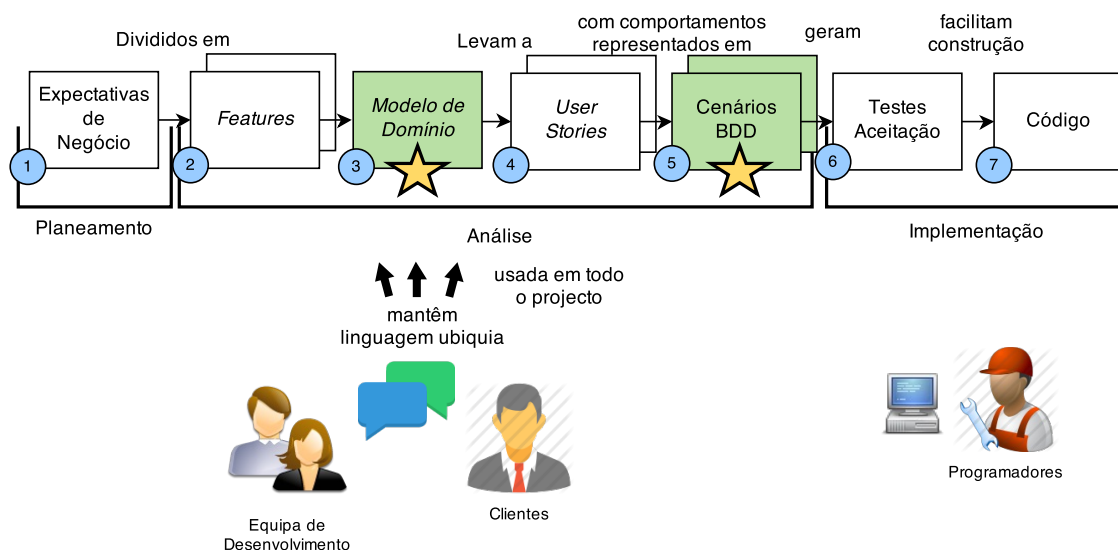 Divididos em
Levam a
com comportamentos
representados em
geram
facilitam
construção
Expectativas
de
Negócio
1
Features
2
Modelo de
Domínio
3
User
Stories
4
Cenários
BDD
5
Testes
Aceitação
6
Código
7
Planeamento
Análise
Implementação
usada em todo
o projecto
mantêm
linguagem ubiquia
Equipa de
Desenvolvimento
Clientes
Programadores